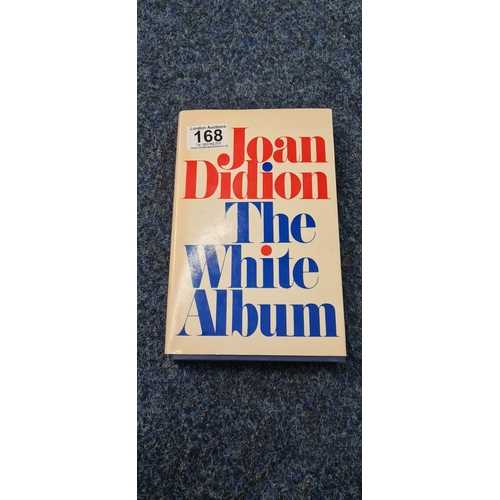 London Auctions
168
Joan
Didion
The
White
Album